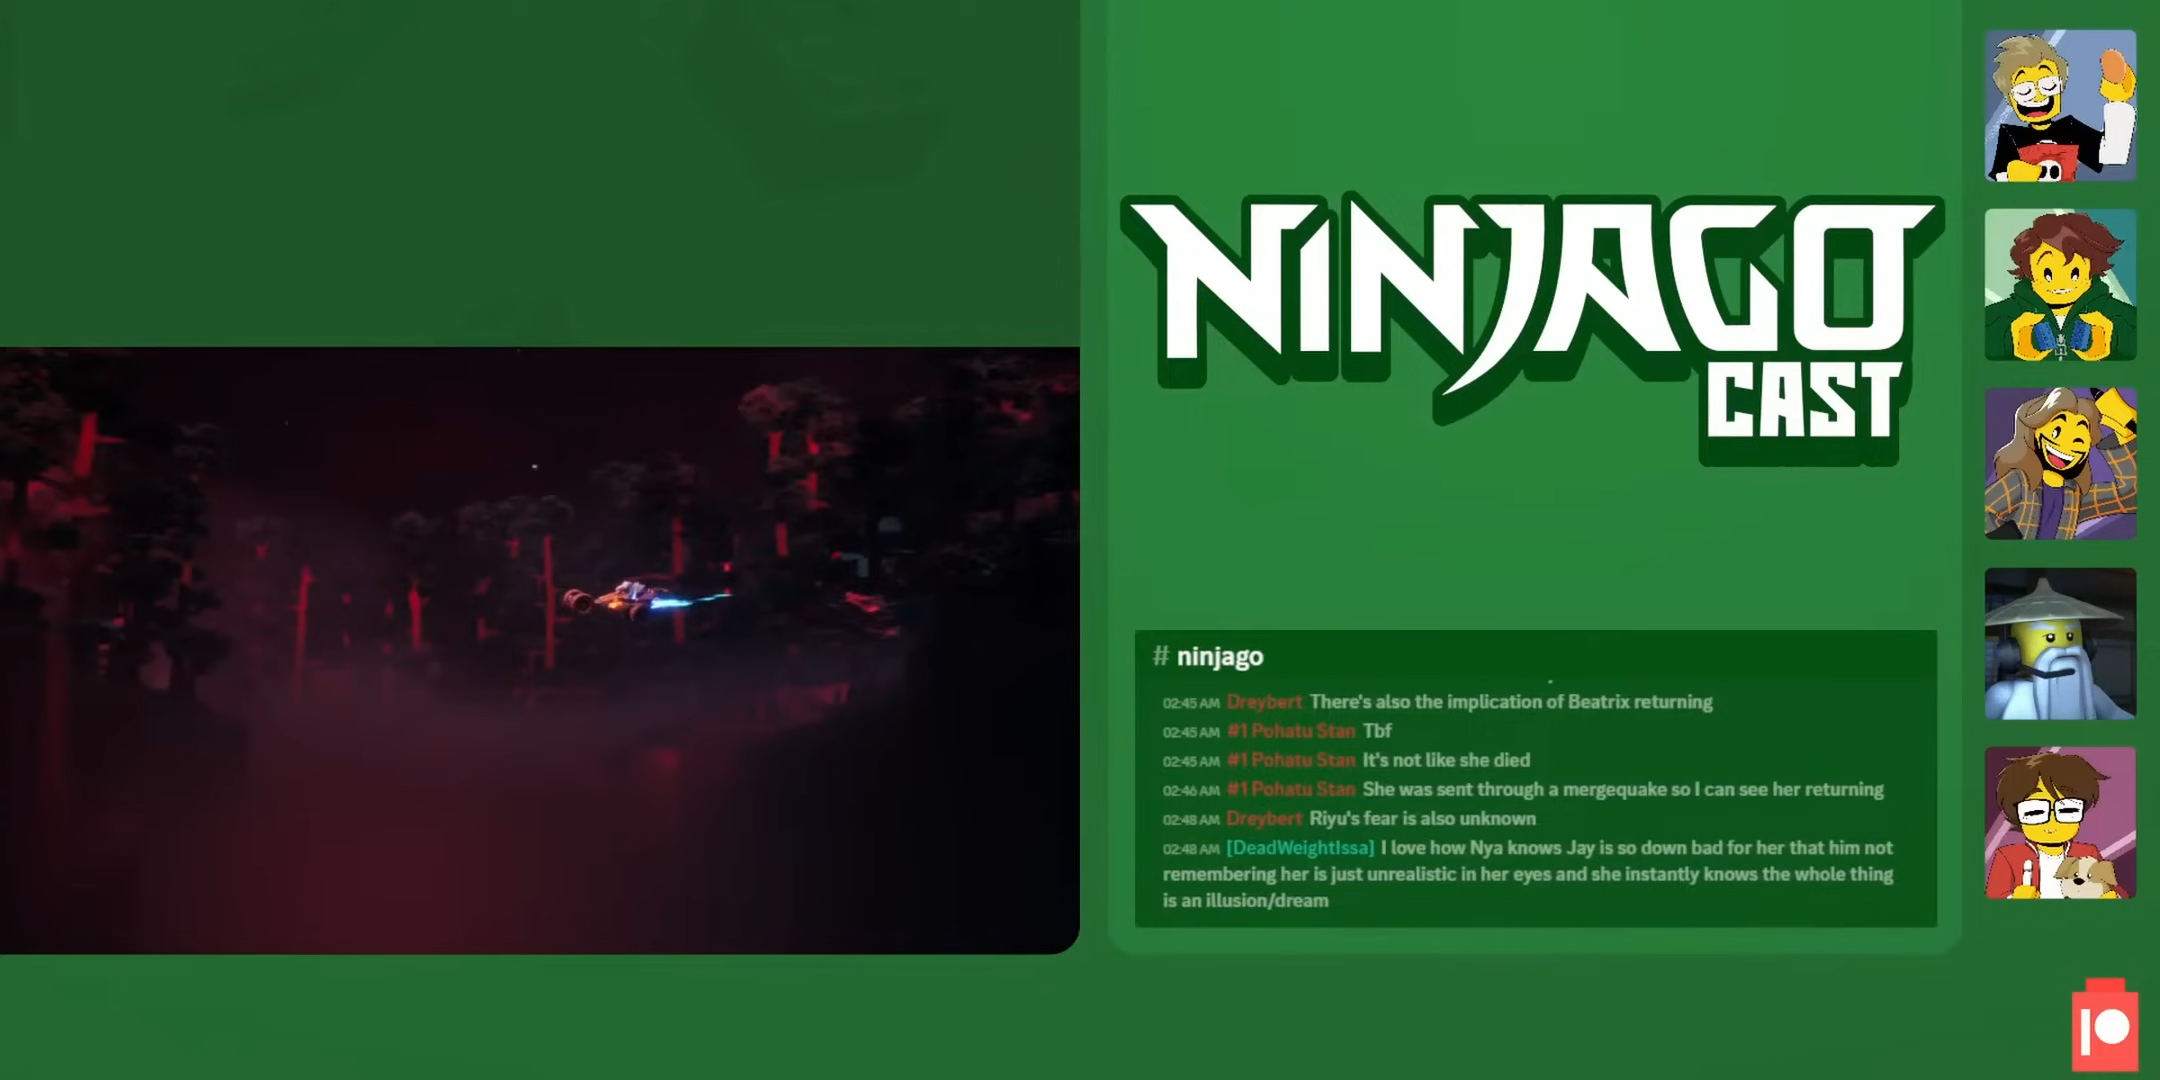 NINJAGO
CAST
# ninjago
02:45 AM Dreybert There's also the implication of Beatrix returning
02:45 AM #1 Pohatu Stan Tbf
02:45 AM #1 Pohatu Stan It's not like she died
02:46 AM #1 Pohatu Stan She was sent through a mergequake so I can see her returning
02:48 AM Dreybert Riyu's fear is also unknown
02:48 AM [DeadWeightIssa] I love how Nya knows Jay is so down bad for her that him not
remembering her is just unrealistic in her eyes and she instantly knows the whole thing
is an illusion/dream